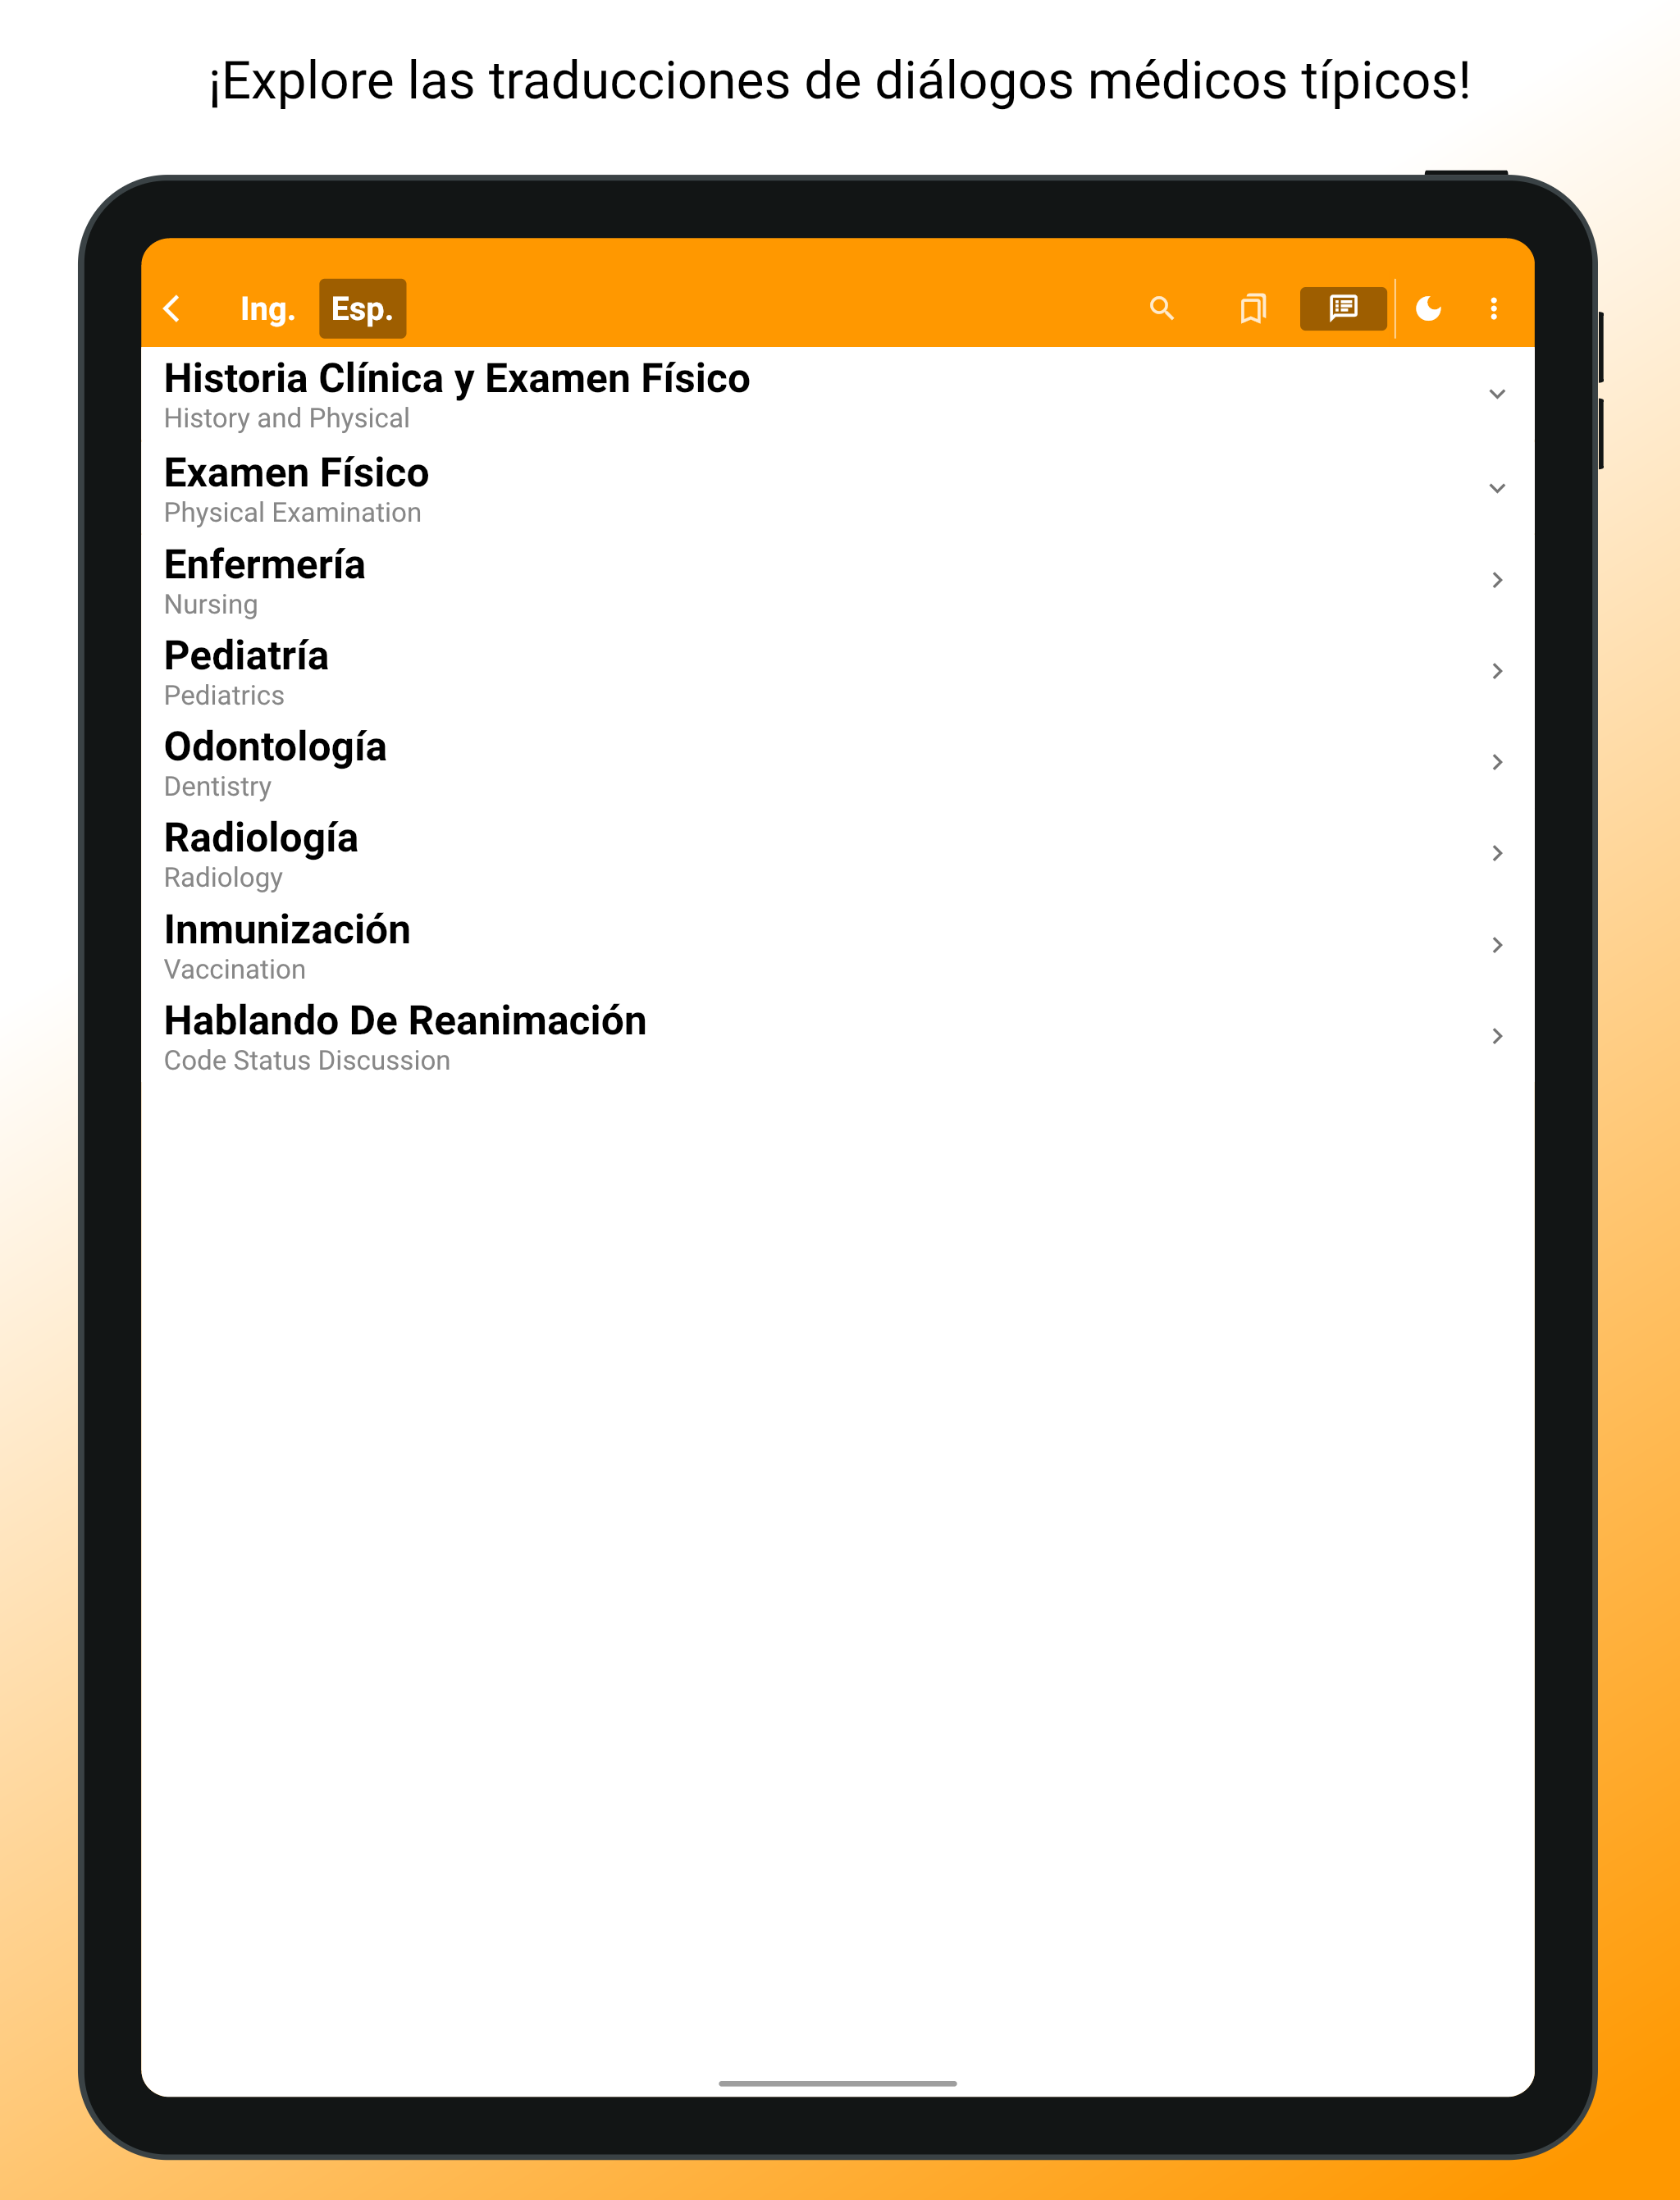 ¡Explore las traducciones de diálogos médicos típicos!
Ing. Esp.
Historia Clínica y Examen Físico
History and Physical
Examen Físico
Physical Examination
Enfermería
Nursing
Pediatría
Pediatrics
Odontología
Dentistry
Radiología
Radiology
Inmunización
Vaccination
Hablando De Reanimación
Code Status Discussion